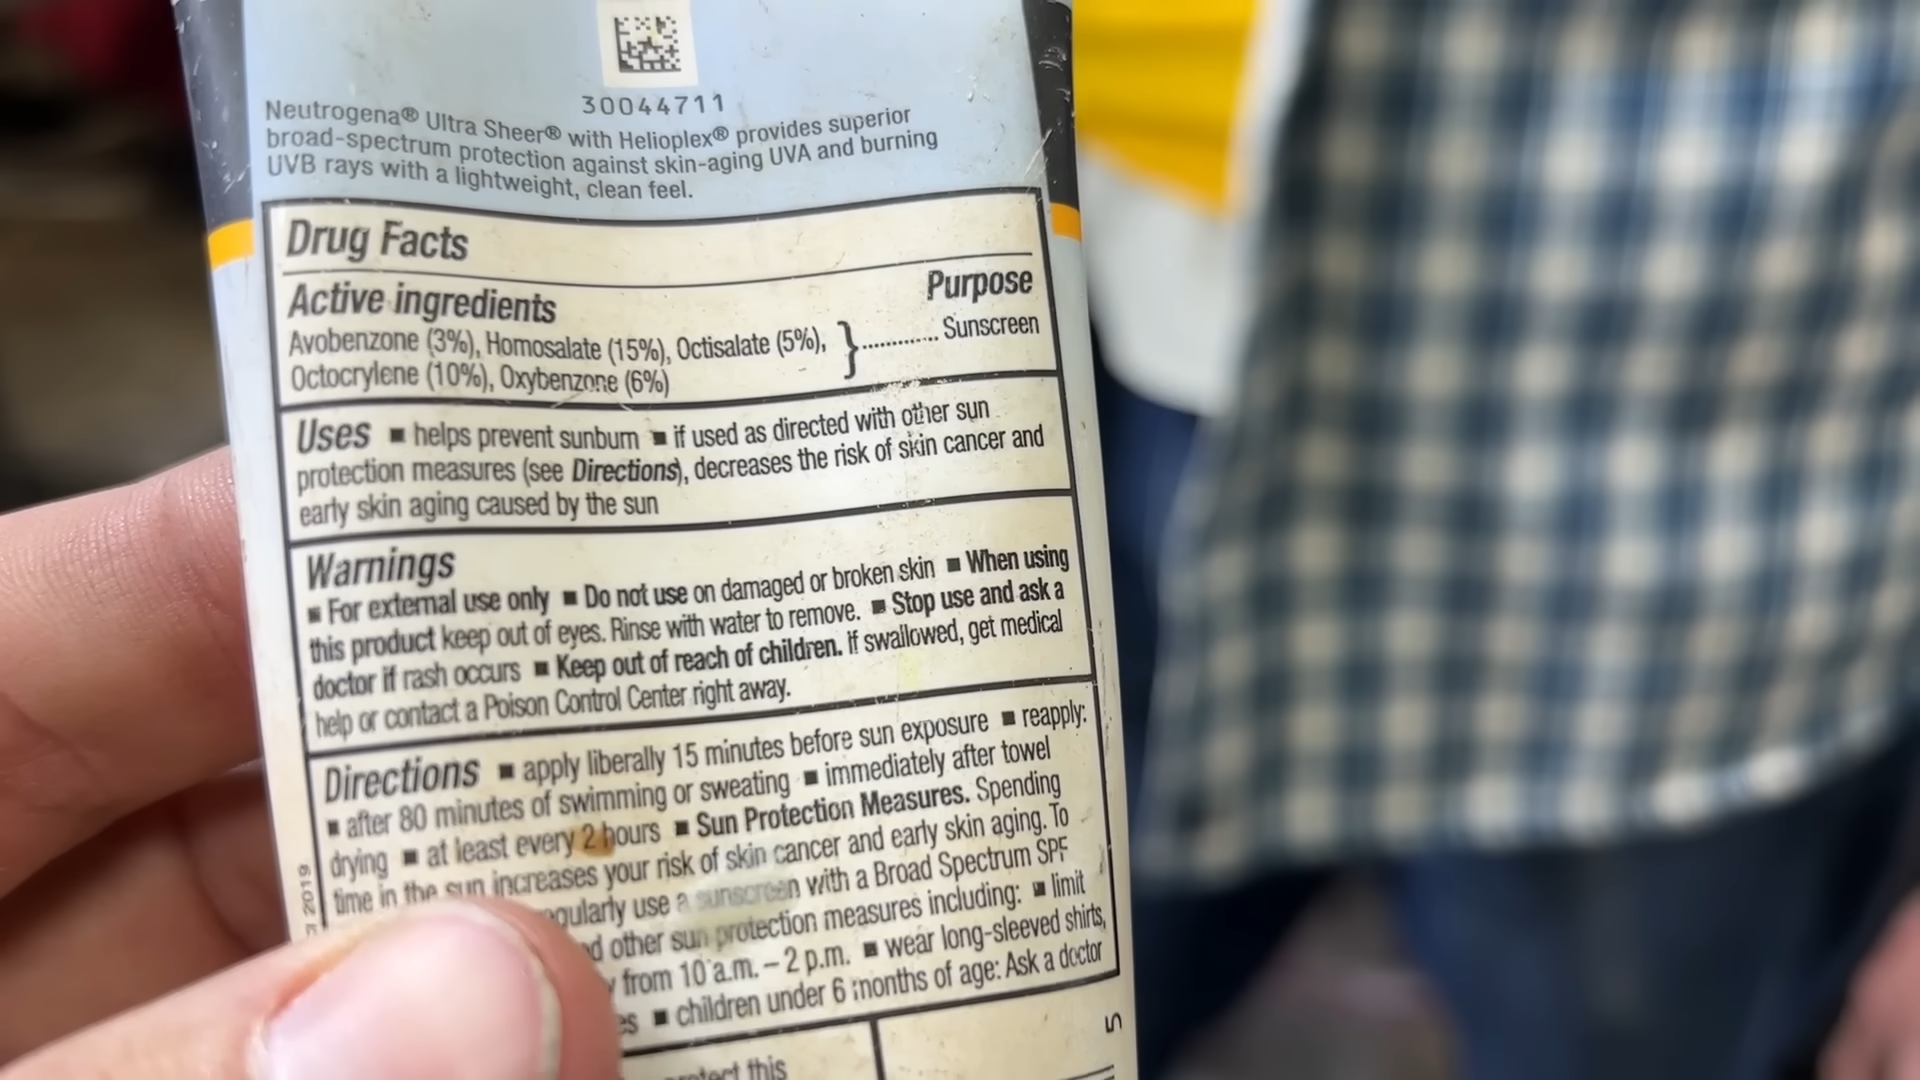 30044711
Neutrogena® Ultra Sheer® with Helioplex® provides superior
broad-spectrum protection against skin-aging UVA and burning
UVB rays with a lightweight, clean feel.
Drug Facts
Active ingredients Purpose
Avobenzone (3%), Homosalate (15%), Octisalate (5%), } ............. Sunscreen
Octocrylene (10%), Oxybenzone (6%)
Uses ■ helps prevent sunburn ■ if used as directed with other sun
protection measures (see Directions), decreases the risk of skin cancer and
early skin aging caused by the sun
Warnings
■ For external use only ■ Do not use on damaged or broken skin ■ When using
this product keep out of eyes. Rinse with water to remove. ■ Stop use and ask a
doctor if rash occurs ■ Keep out of reach of children. If swallowed, get medical
help or contact a Poison Control Center right away.
Directions ■ apply liberally 15 minutes before sun exposure ■ reapply:
■ after 80 minutes of swimming or sweating ■ immediately after towel
drying ■ at least every 2 hours ■ Sun Protection Measures. Spending
time in the sun increases your risk of skin cancer and early skin aging. To
use a sunscreen with a Broad Spectrum SPF
other sun protection measures including: ■ limit
from 10 a.m. – 2 p.m. ■ wear long-sleeved shirts,
■ children under 6 months of age: Ask a doctor
this
2019
5